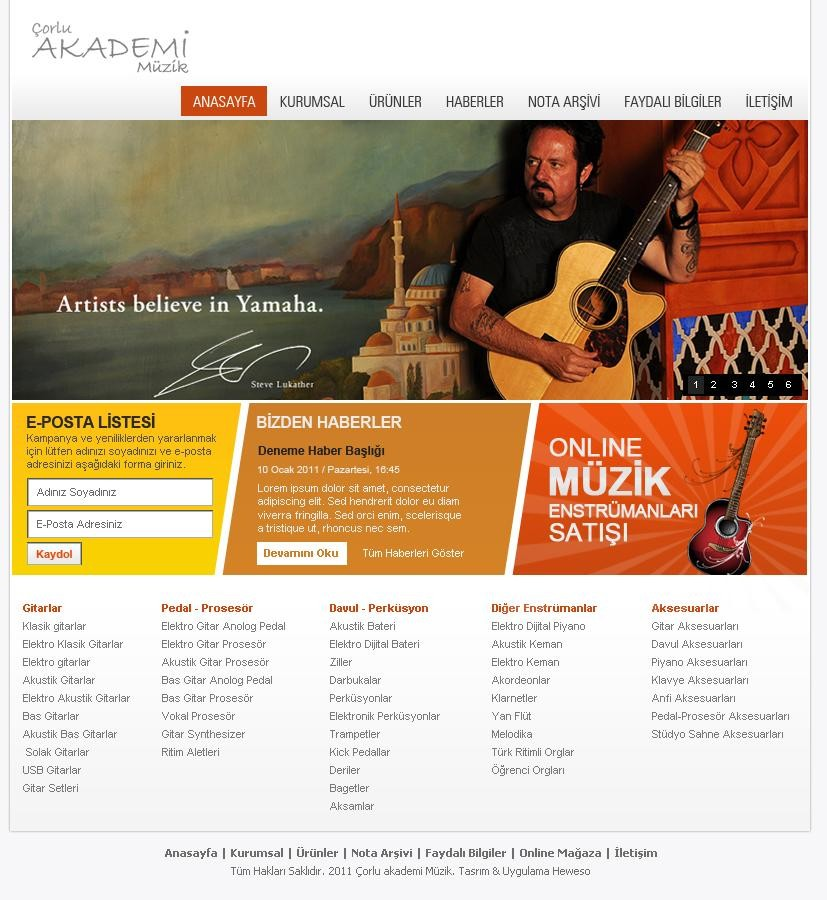 Çorlu
AKADEMİ
Müzik
ANASAYFA KURUMSAL ÜRÜNLER HABERLER NOTA ARŞİVİ FAYDALI BİLGİLER İLETİŞİM
Artists believe in Yamaha.
Steve Lukather
1 2 3 4 5 6
E-POSTA LİSTESİ
Kampanya ve yeniliklerden yararlanmak
için lütfen adınızı soyadınızı ve e-posta
adresinizi aşağıdaki forma giriniz.
Adınız Soyadınız
E-Posta Adresiniz
Kaydol
BİZDEN HABERLER
Deneme Haber Başlığı
10 Ocak 2011 / Pazartesi, 16:45
Lorem ipsum dolor sit amet, consectetur
adipiscing elit. Sed hendrerit dolor eu diam
viverra fringilla. Sed orci enim, scelerisque
a tristique ut, rhoncus nec sem.
Devamını Oku Tüm Haberleri Göster
ONLINE
MÜZİK
ENSTRÜMANLARI
SATIŞI
Gitarlar
Klasik gitarlar
Elektro Klasik Gitarlar
Elektro gitarlar
Akustik Gitarlar
Elektro Akustik Gitarlar
Bas Gitarlar
Akustik Bas Gitarlar
Solak Gitarlar
USB Gitarlar
Gitar Setleri
Pedal - Prosesör
Elektro Gitar Anolog Pedal
Elektro Gitar Prosesör
Akustik Gitar Prosesör
Bas Gitar Anolog Pedal
Bas Gitar Prosesör
Vokal Prosesör
Gitar Synthesizer
Ritim Aletleri
Davul - Perküsyon
Akustik Bateri
Elektro Dijital Bateri
Ziller
Darbukalar
Perküsyonlar
Elektronik Perküsyonlar
Trampetler
Kick Pedallar
Deriler
Bagetler
Aksamlar
Diğer Enstrümanlar
Elektro Dijital Piyano
Akustik Keman
Elektro Keman
Akordeonlar
Klarnetler
Yan Flüt
Melodika
Türk Ritimli Orglar
Öğrenci Orgları
Aksesuarlar
Gitar Aksesuarları
Davul Aksesuarları
Piyano Aksesuarları
Klavye Aksesuarları
Anfi Aksesuarları
Pedal-Prosesör Aksesuarları
Stüdyo Sahne Aksesuarları
Anasayfa | Kurumsal | Ürünler | Nota Arşivi | Faydalı Bilgiler | Online Mağaza | İletişim
Tüm Hakları Saklıdır. 2011 Çorlu akademi Müzik. Tasrım & Uygulama Heweso